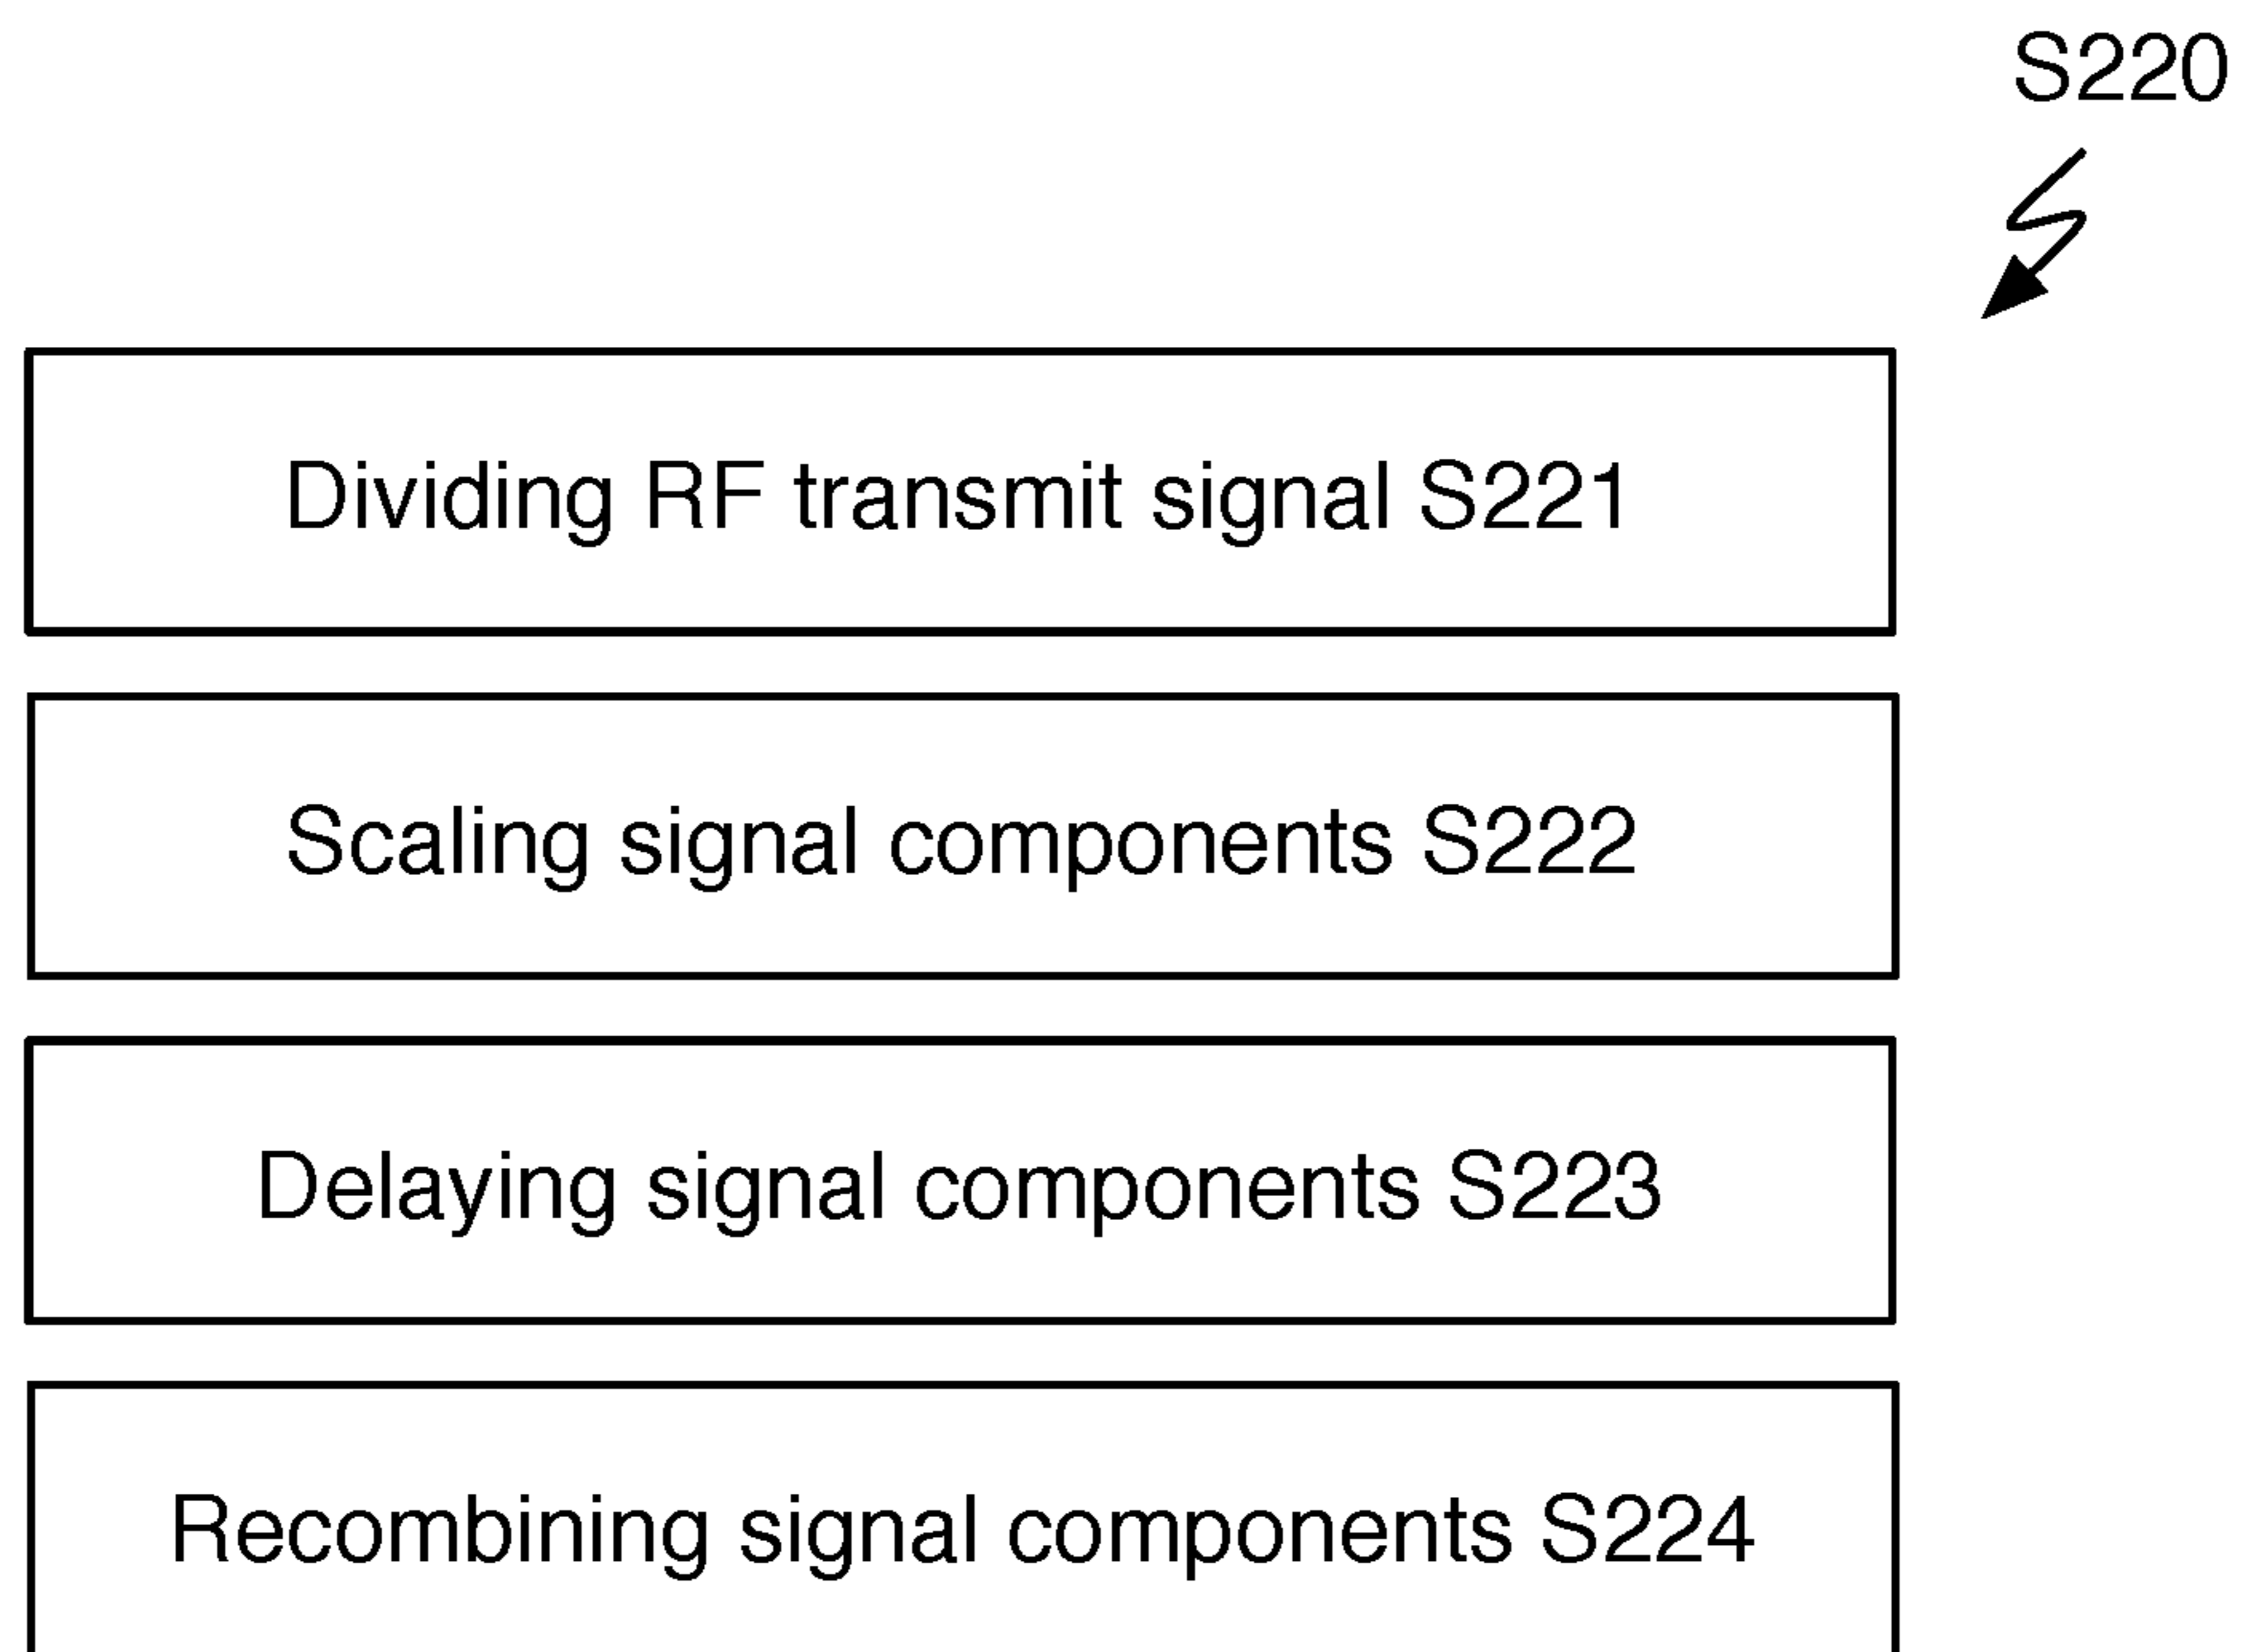 S220
Dividing RF transmit signal S221
Scaling signal components S222
Delaying signal components S223
Recombining signal components S224